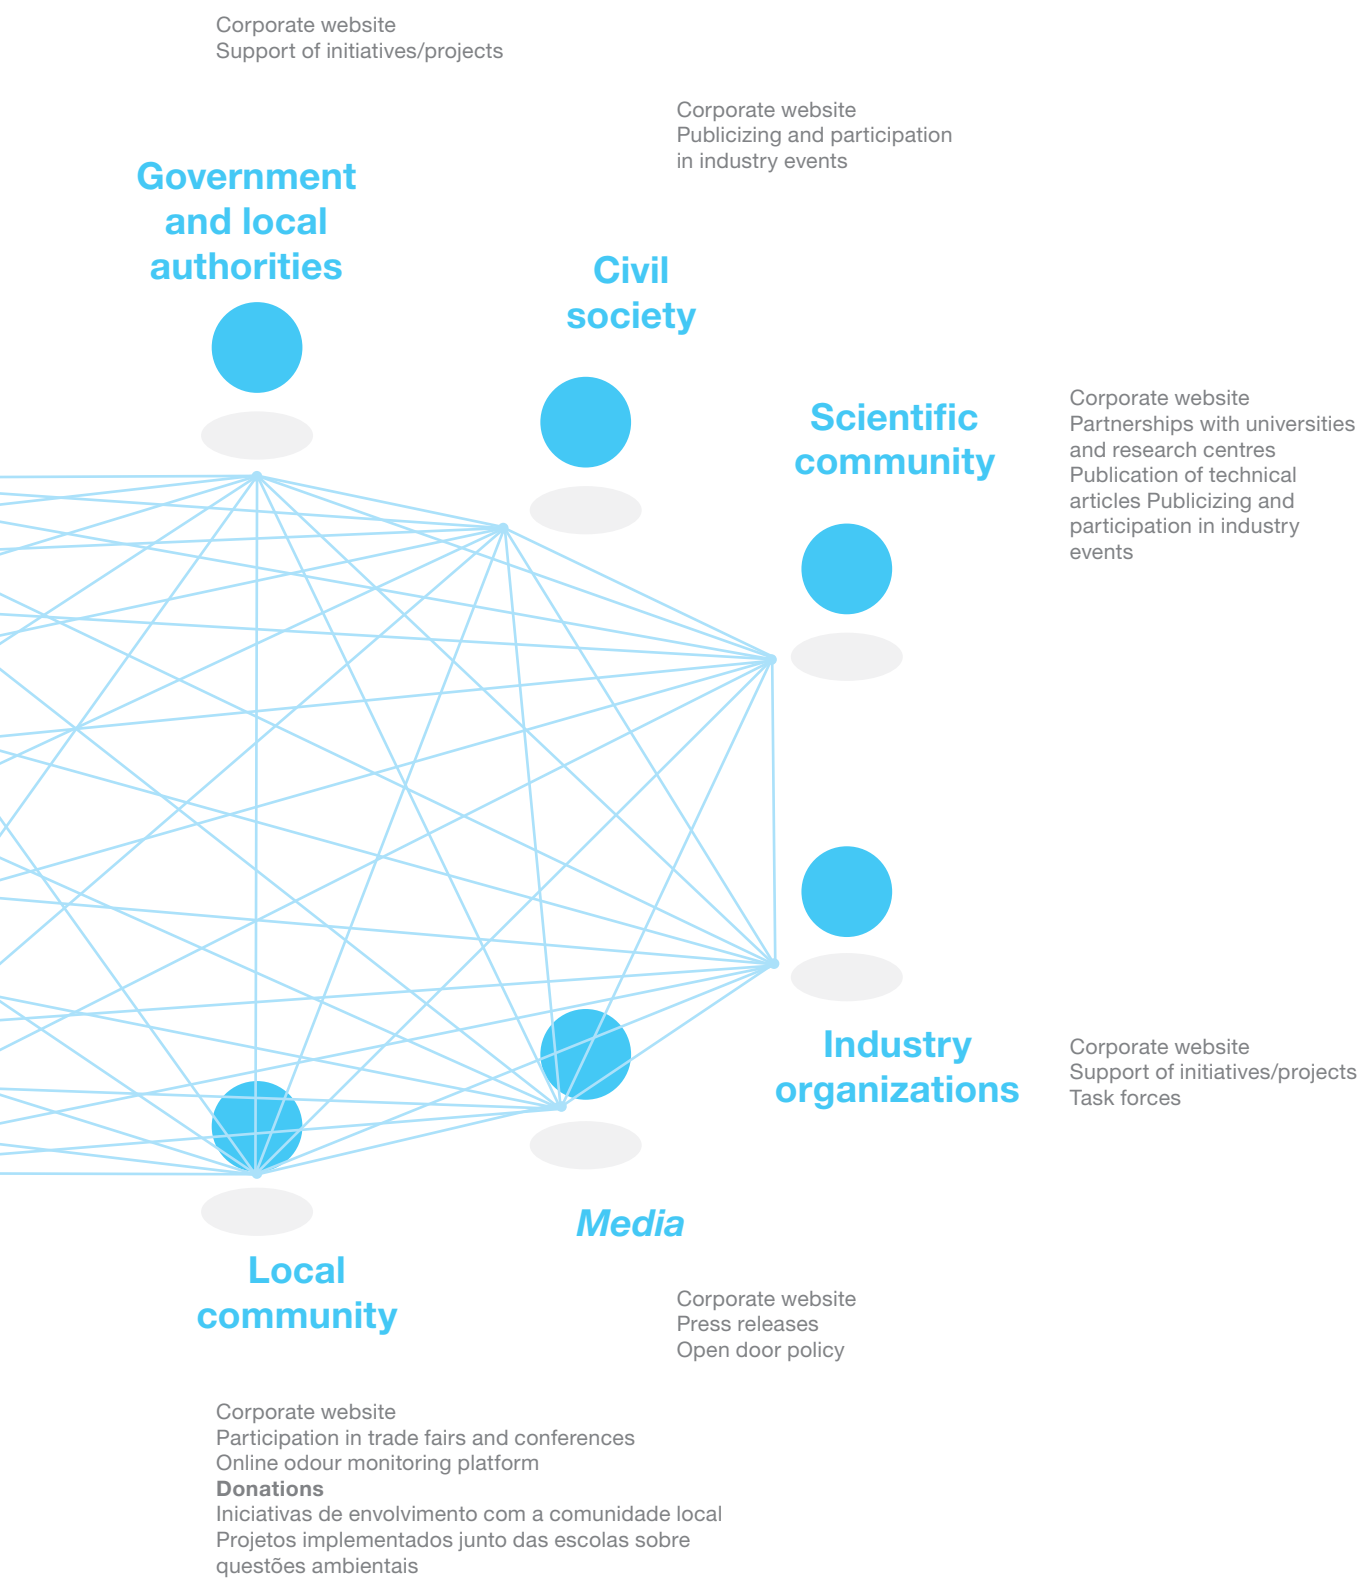 Corporate website
Support of initiatives/projects
Corporate website
Publicizing and participation
in industry events
Government
and local
authorities
Civil
society
Scientific
community
Corporate website
Partnerships with universities
and research centres
Publication of technical
articles Publicizing and
participation in industry
events
Industry
organizations
Corporate website
Support of initiatives/projects
Task forces
Media
Corporate website
Press releases
Open door policy
Local
community
Corporate website
Participation in trade fairs and conferences
Online odour monitoring platform
Donations
Iniciativas de envolvimento com a comunidade local
Projetos implementados junto das escolas sobre
questões ambientais